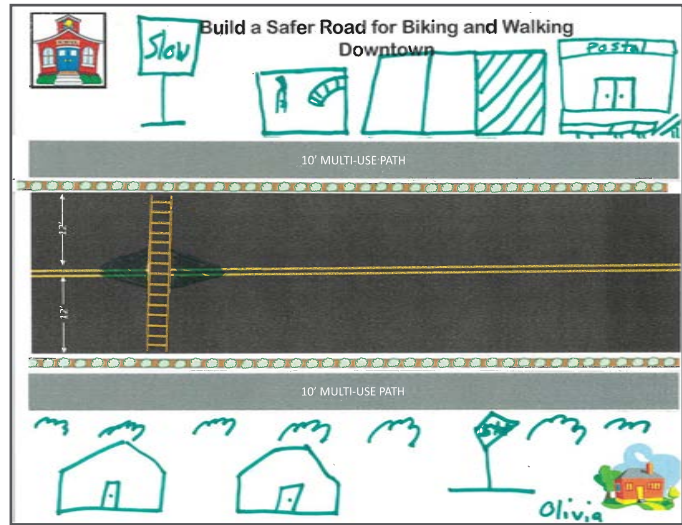 Build a Safer Road for Biking and Walking
Downtown
Slow
Postal
10' MULTI-USE PATH
12'
12'
10' MULTI-USE PATH
Olivia